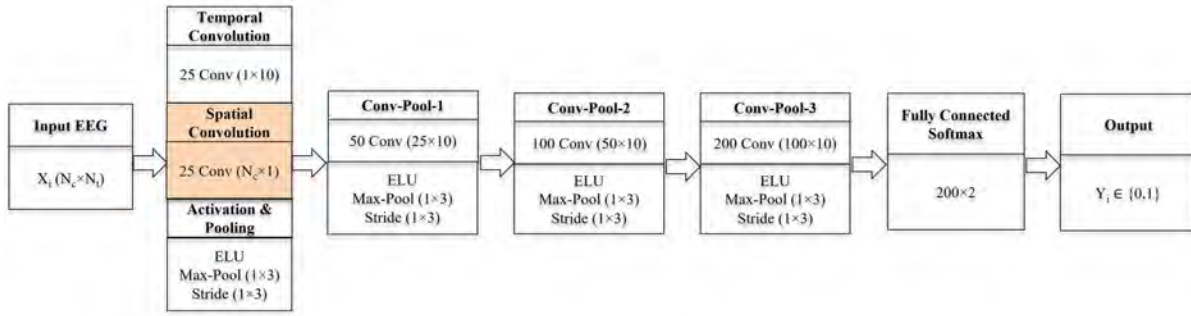 Input EEG
Xᵢ (N꜀×Nₜ)
Temporal
Convolution
25 Conv (1×10)
Spatial
Convolution
25 Conv (N꜀×1)
Activation &
Pooling
ELU
Max-Pool (1×3)
Stride (1×3)
Conv-Pool-1
50 Conv (25×10)
ELU
Max-Pool (1×3)
Stride (1×3)
Conv-Pool-2
100 Conv (50×10)
ELU
Max-Pool (1×3)
Stride (1×3)
Conv-Pool-3
200 Conv (100×10)
ELU
Max-Pool (1×3)
Stride (1×3)
Fully Connected
Softmax
200×2
Output
Yᵢ ∈ {0,1}